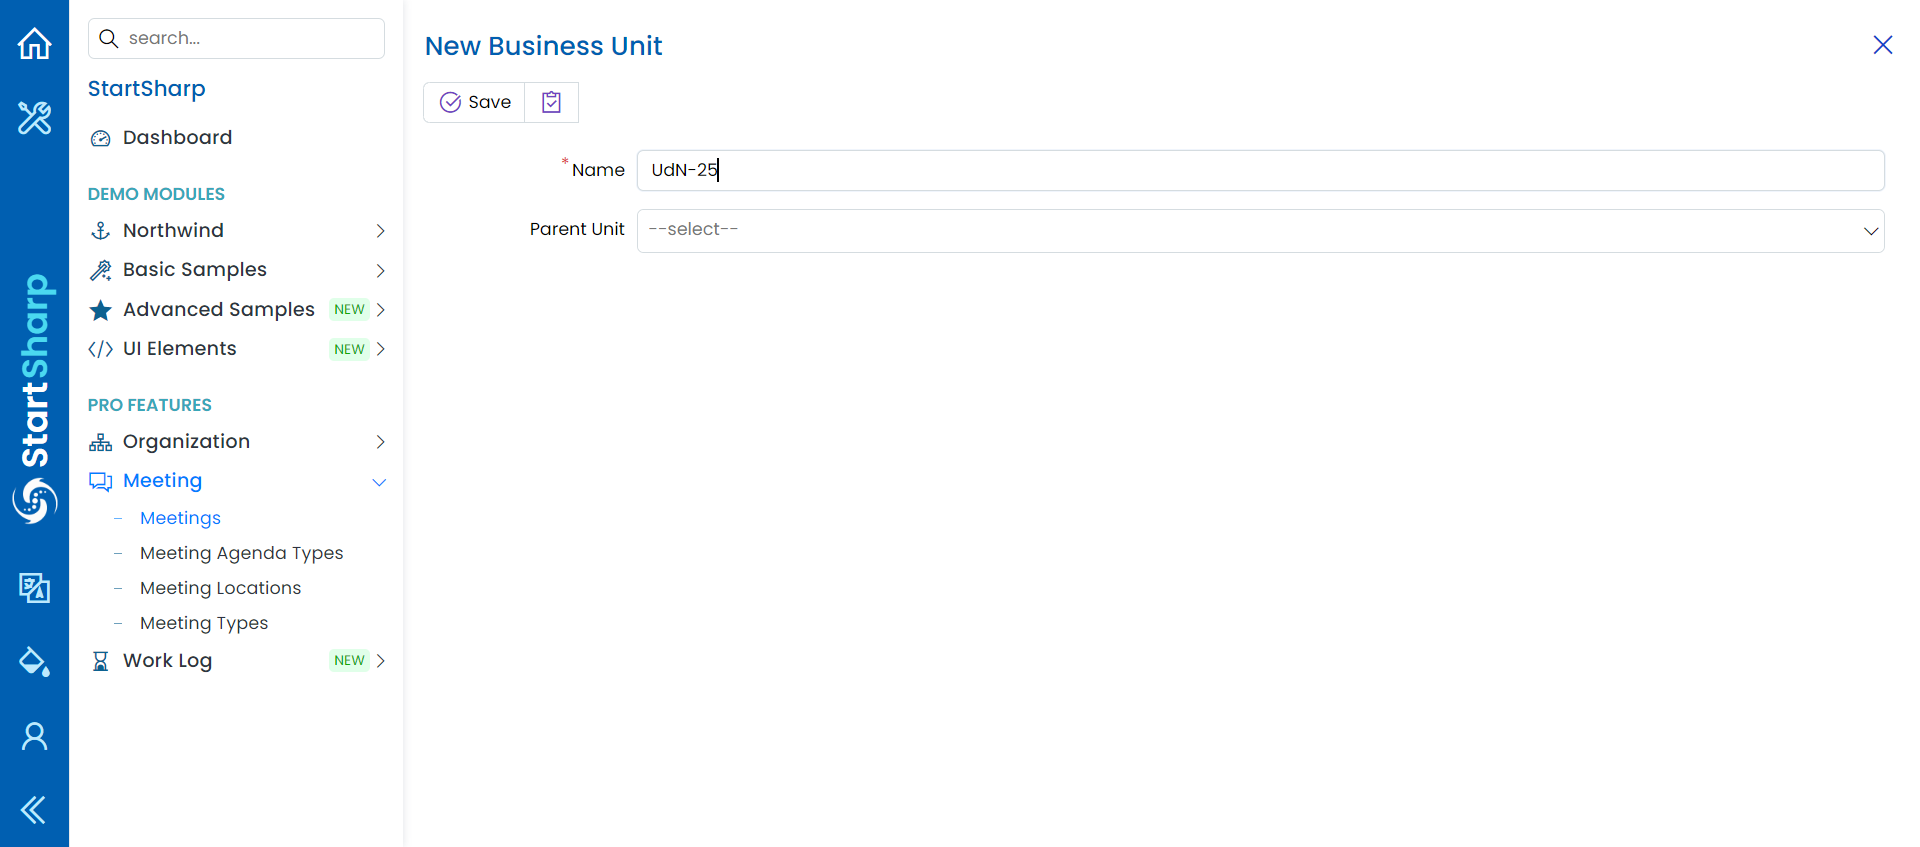 search...
StartSharp
Dashboard
DEMO MODULES
Northwind
Basic Samples
Advanced Samples NEW
UI Elements NEW
PRO FEATURES
Organization
Meeting
Meetings
Meeting Agenda Types
Meeting Locations
Meeting Types
Work Log NEW
StartSharp
New Business Unit
Save
* Name UdN-25
Parent Unit --select--